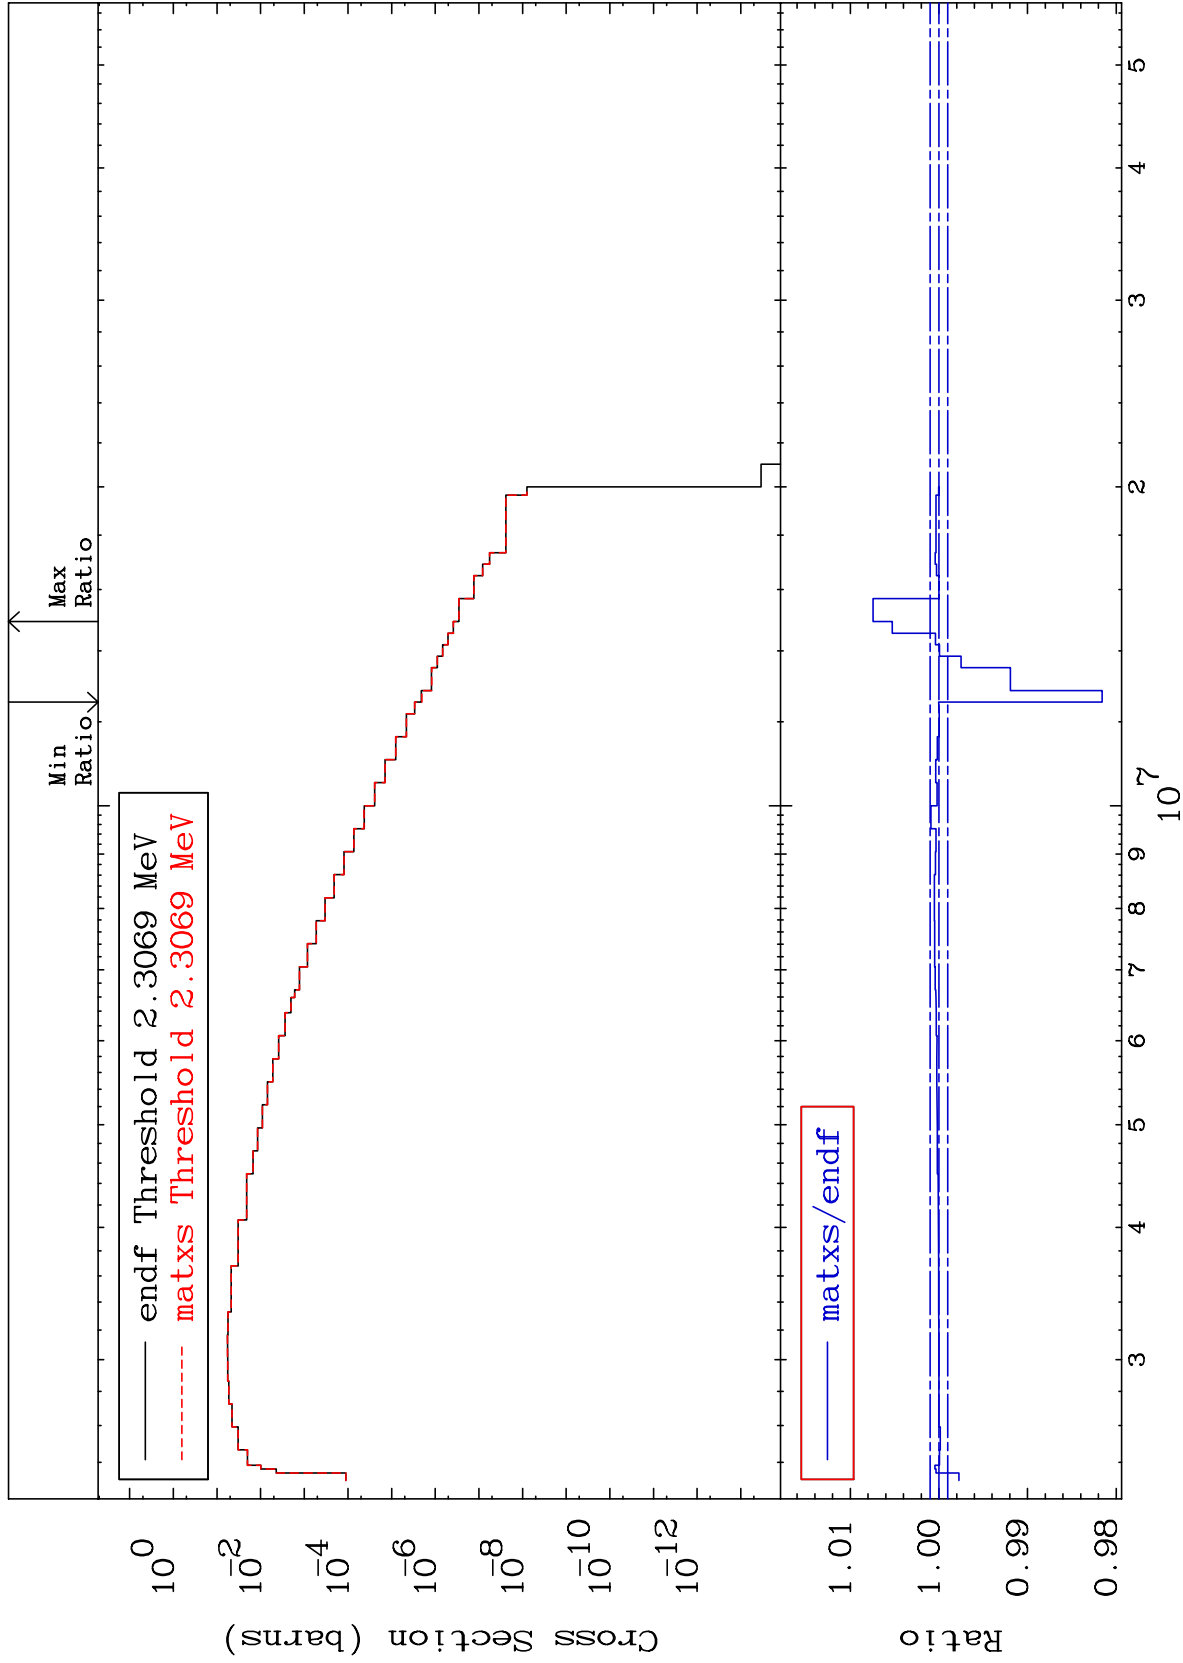 Min
Ratio
Max
Ratio
endf Threshold 2.3069 MeV
matxs Threshold 2.3069 MeV
10^0
10^-2
10^-4
10^-6
10^-8
10^-10
10^-12
Cross Section (barns)
matxs/endf
1.01
1.00
0.99
0.98
Ratio
3 4 5 6 7 8 9 10^7 2 3 4 5